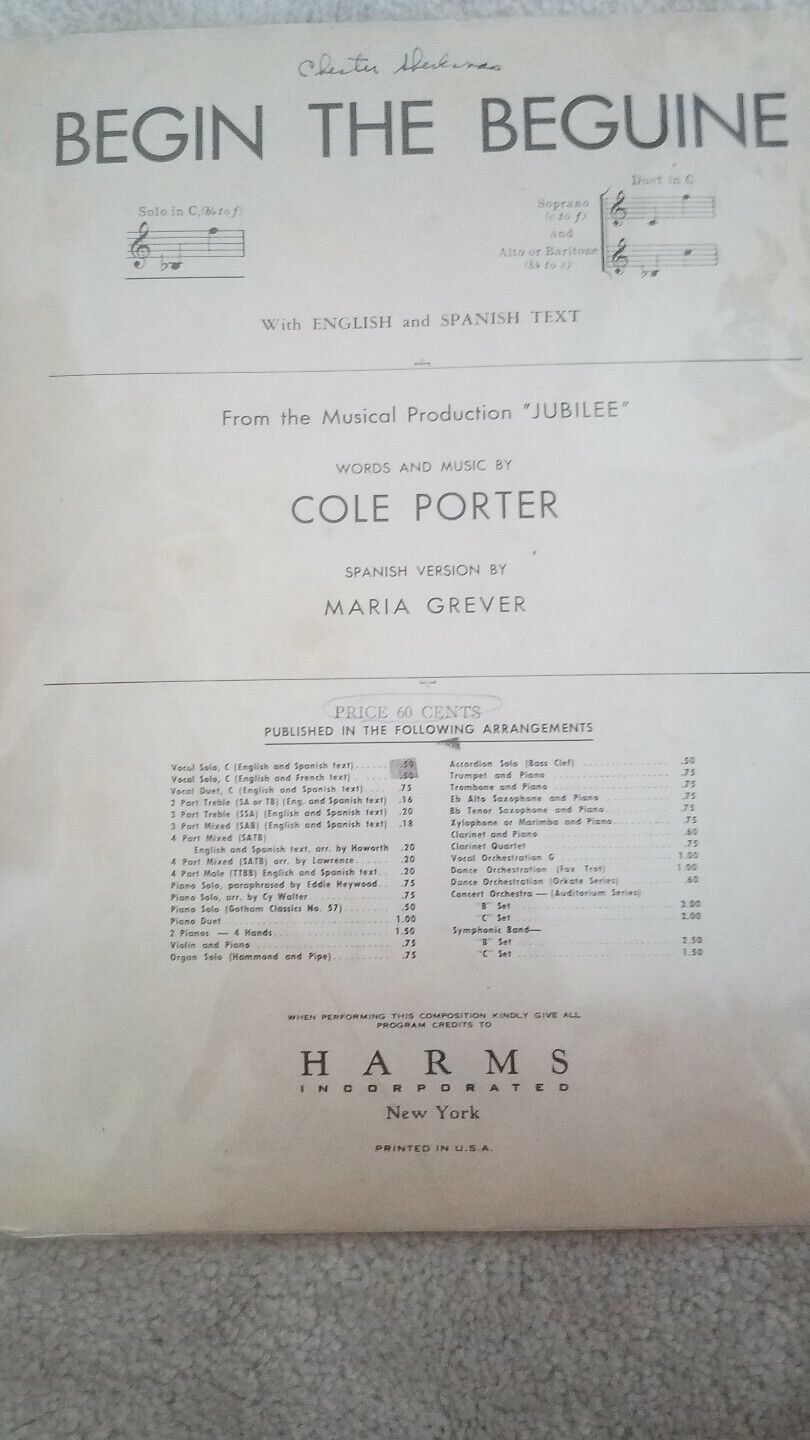 Chester
BEGIN THE BEGUINE
Solo in C, (b♭ to f)
Duet in C
Soprano
(c to f)
and
Alto or Baritone
(b♭ to c)
With ENGLISH and SPANISH TEXT
From the Musical Production "JUBILEE"
WORDS AND MUSIC BY
COLE PORTER
SPANISH VERSION BY
MARIA GREVER
PRICE 60 CENTS
PUBLISHED IN THE FOLLOWING ARRANGEMENTS
Vocal Solo, C (English and Spanish text) ...... .50
Vocal Solo, C (English and French text) ...... .50
Vocal Duet, C (English and Spanish text) .... .75
2 Part Treble (SA or TB) (Eng. and Spanish text) .16
3 Part Treble (SSA) (English and Spanish text) .20
3 Part Mixed (SAB) (English and Spanish text) .18
4 Part Mixed (SATB)
English and Spanish text, arr. by Howorth .20
4 Part Mixed (SATB) arr. by Lawrence ...... .20
4 Part Male (TTBB) English and Spanish text .. .20
Piano Solo, paraphrased by Eddie Heywood .. .75
Piano Solo, arr. by Cy Walter ........ .75
Piano Solo (Gotham Classics No. 57) ........ .50
Piano Duet ........ 1.00
2 Pianos — 4 Hands ........ 1.50
Violin and Piano ........ .75
Organ Solo (Hammond and Pipe) ........ .75
Accordion Solo (Bass Clef) ........ .50
Trumpet and Piano ........ .75
Trombone and Piano ........ .75
Eb Alto Saxophone and Piano ........ .75
Bb Tenor Saxophone and Piano ........ .75
Xylophone or Marimba and Piano ........ .75
Clarinet and Piano ........ .60
Clarinet Quartet ........ .75
Vocal Orchestration G ........ 1.00
Dance Orchestration (Fox Trot) ........ 1.00
Dance Orchestration (Orkate Series) ........ .60
Concert Orchestra — (Auditorium Series)
"B" Set ........ 3.00
"C" Set ........ 2.00
Symphonic Band—
"B" Set ........ 2.50
"C" Set ........ 1.50
WHEN PERFORMING THIS COMPOSITION KINDLY GIVE ALL
PROGRAM CREDITS TO
HARMS
INCORPORATED
New York
PRINTED IN U.S.A.